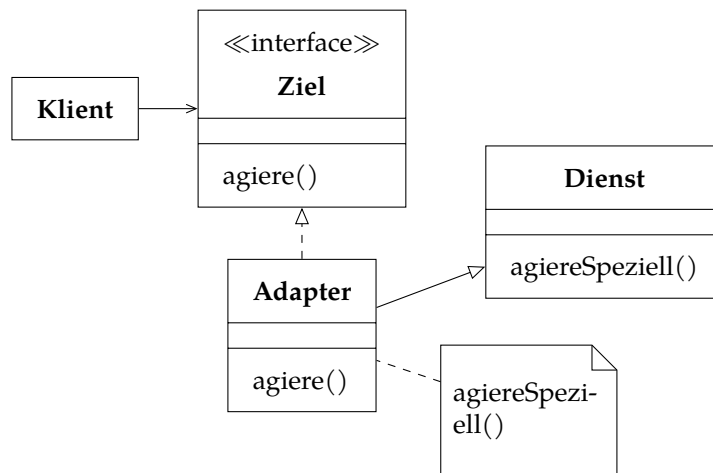 ≪interface≫
Ziel
Klient
agiere()
Dienst
agiereSpeziell()
Adapter
agiere()
agiereSpezi-
ell()